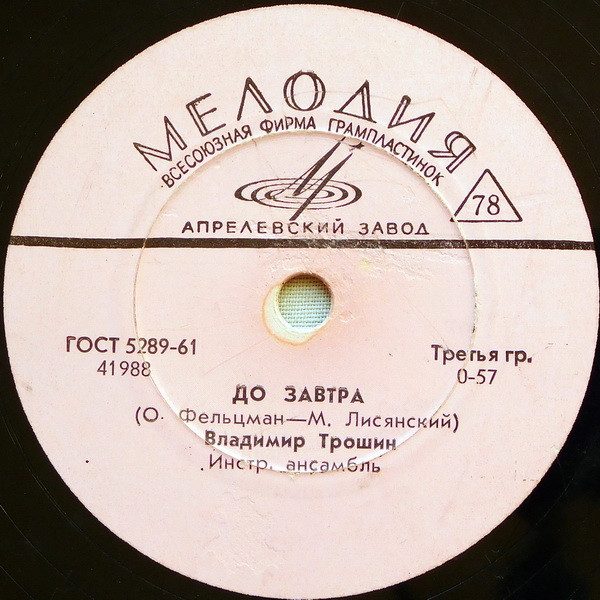 МЕЛОДИЯ
ВСЕСОЮЗНАЯ ФИРМА ГРАМПЛАСТИНОК
78
АПРЕЛЕВСКИЙ ЗАВОД
ГОСТ 5289-61
41988
Третья гр.
0-57
ДО ЗАВТРА
(О. Фельцман—М. Лисянский)
Владимир Трошин
Инстр. ансамбль